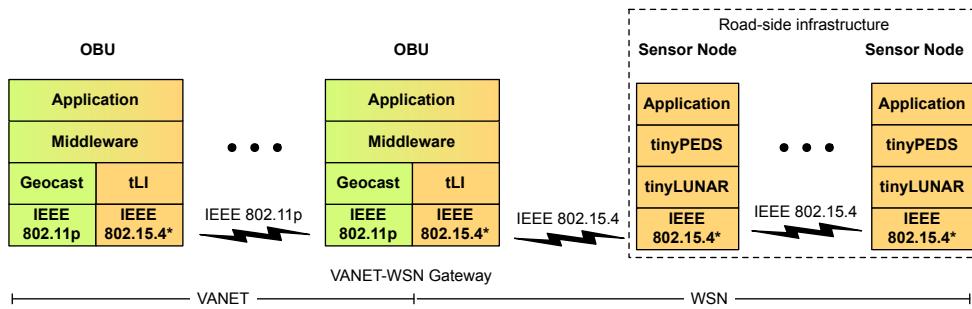 Road-side infrastructure
OBU
OBU
Sensor Node
Sensor Node
Application
Middleware
Geocast
tLI
IEEE
802.11p
IEEE
802.15.4*
IEEE 802.11p
Application
Middleware
Geocast
tLI
IEEE
802.11p
IEEE
802.15.4*
IEEE 802.15.4
Application
tinyPEDS
tinyLUNAR
IEEE
802.15.4*
IEEE 802.15.4
Application
tinyPEDS
tinyLUNAR
IEEE
802.15.4*
VANET-WSN Gateway
VANET
WSN